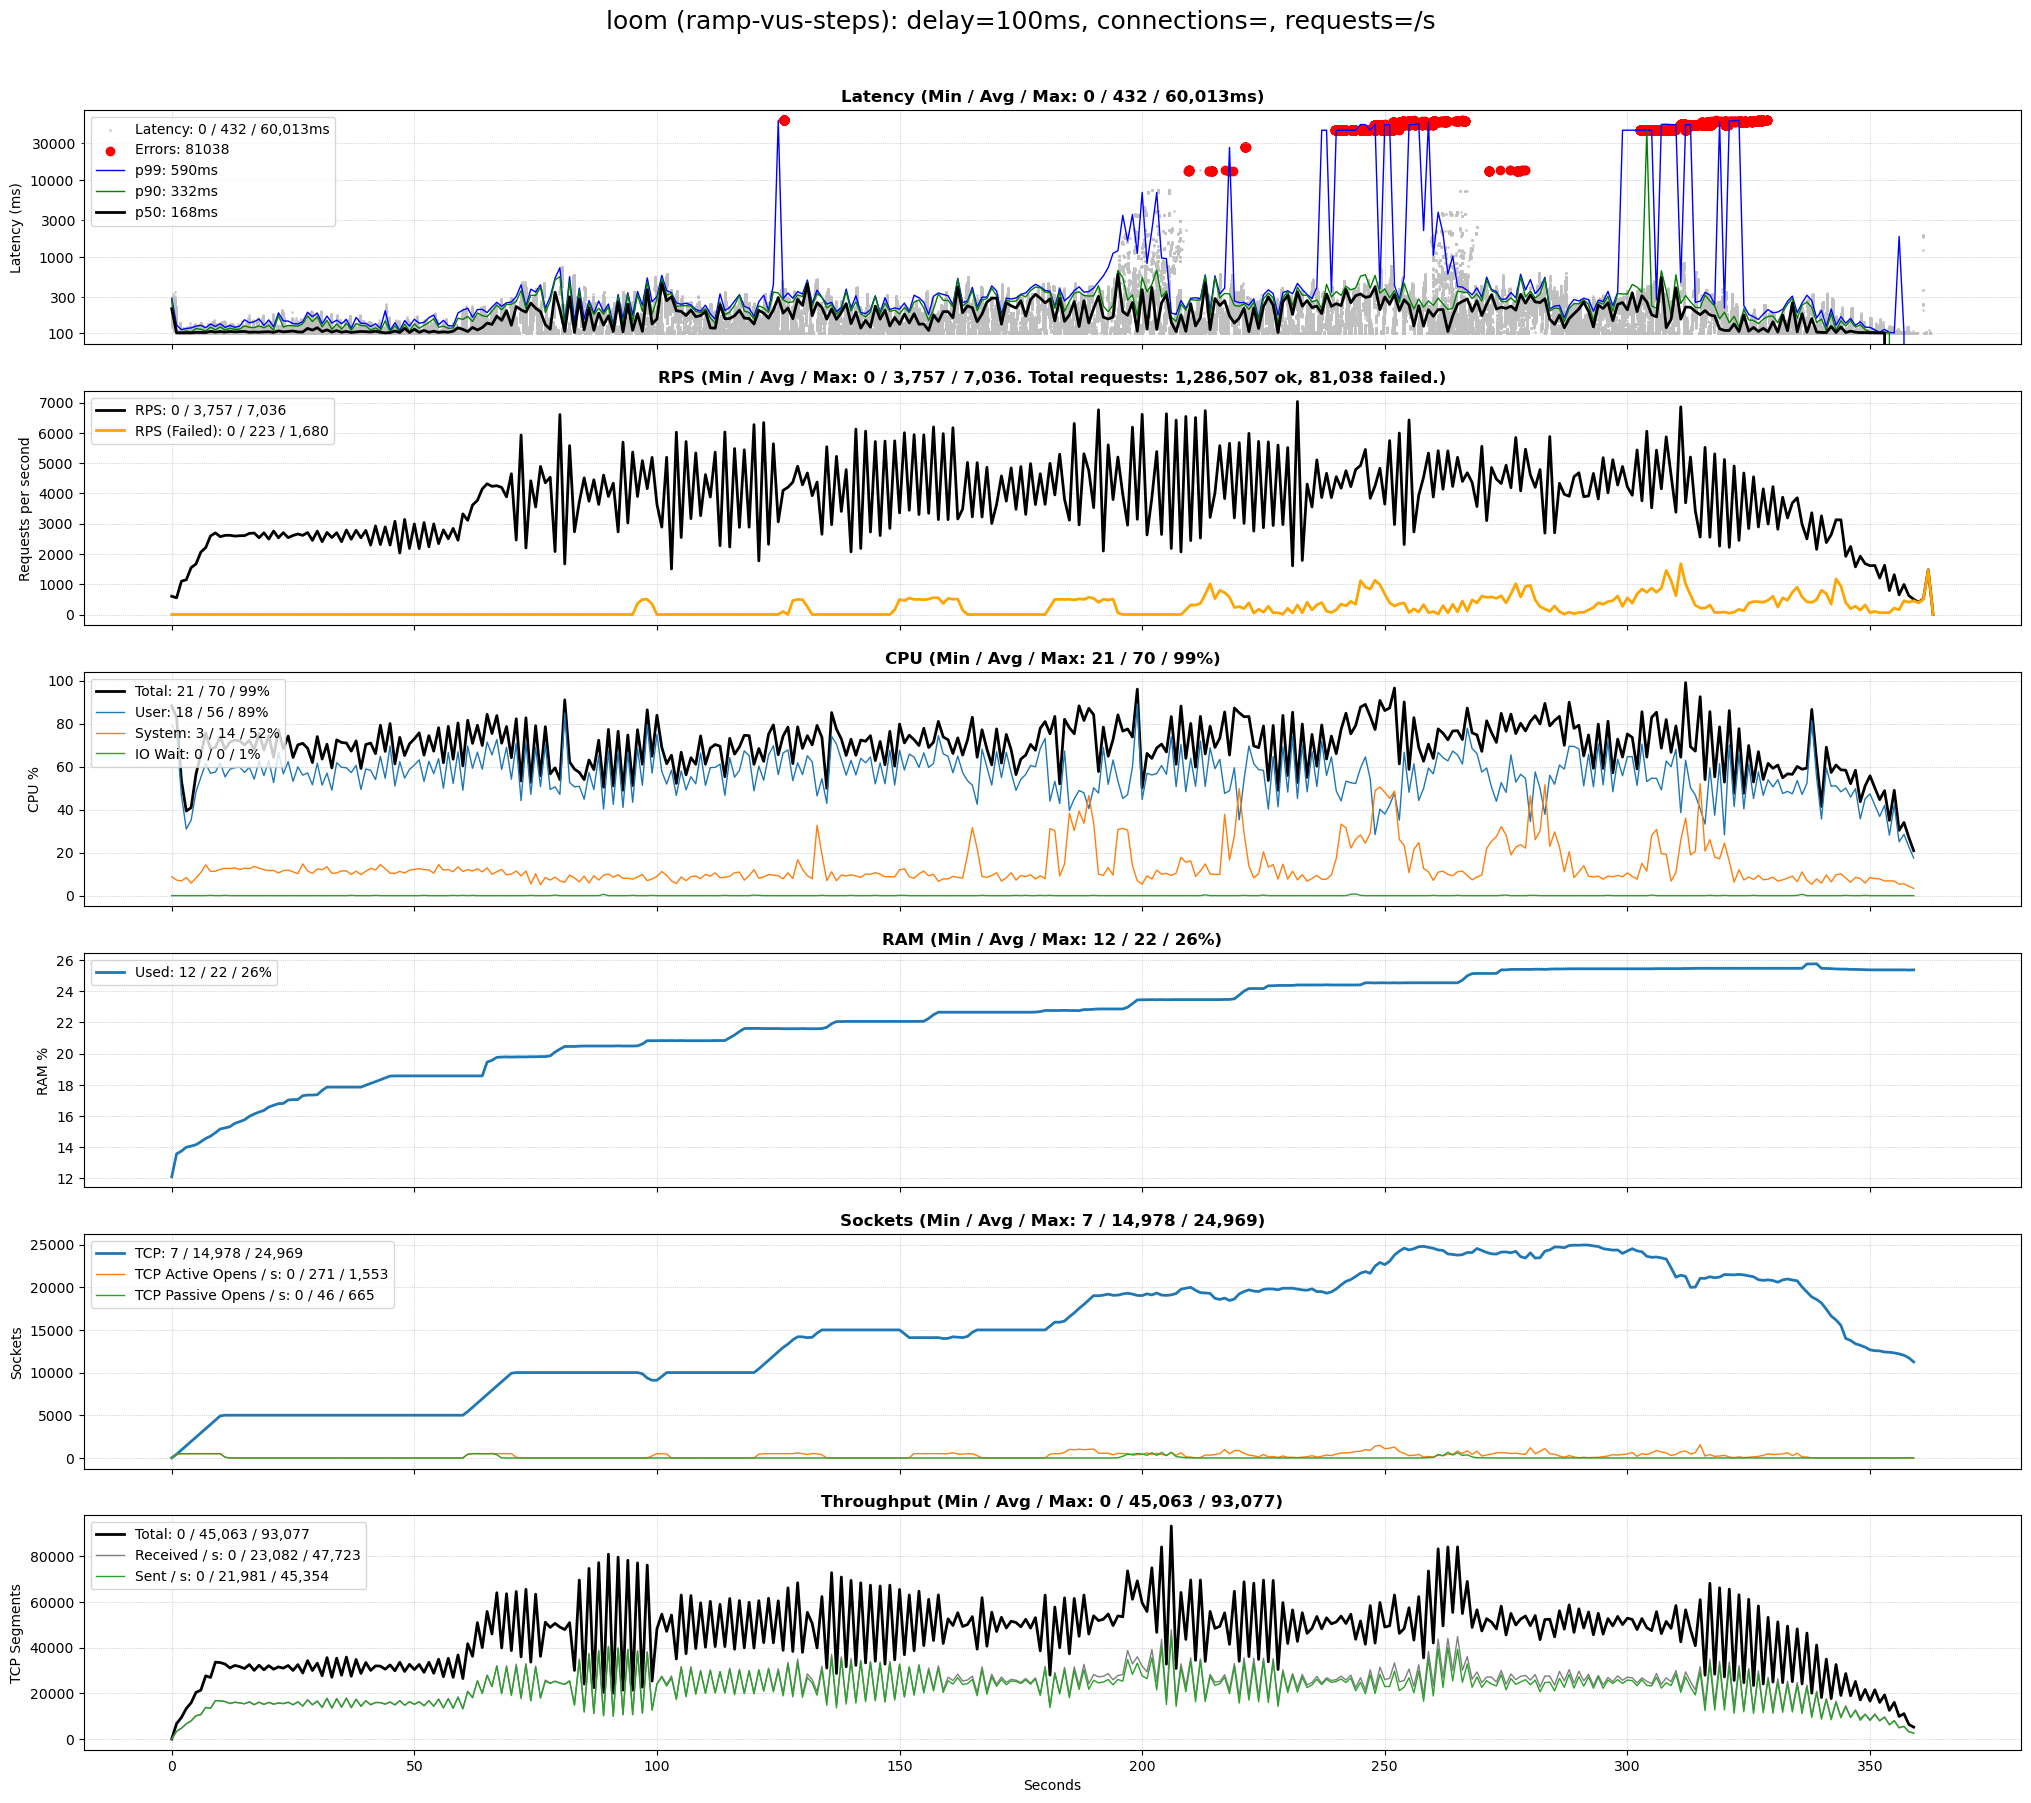 loom (ramp-vus-steps): delay=100ms, connections=, requests=/s
Latency (Min / Avg / Max: 0 / 432 / 60,013ms)
Latency: 0 / 432 / 60,013ms
Errors: 81038
p99: 590ms
p90: 332ms
p50: 168ms
Latency (ms)
30000
10000
3000
1000
300
100
RPS (Min / Avg / Max: 0 / 3,757 / 7,036. Total requests: 1,286,507 ok, 81,038 failed.)
RPS: 0 / 3,757 / 7,036
RPS (Failed): 0 / 223 / 1,680
Requests per second
7000
6000
5000
4000
3000
2000
1000
0
CPU (Min / Avg / Max: 21 / 70 / 99%)
Total: 21 / 70 / 99%
User: 18 / 56 / 89%
System: 3 / 14 / 52%
IO Wait: 0 / 0 / 1%
CPU %
100
80
60
40
20
0
RAM (Min / Avg / Max: 12 / 22 / 26%)
Used: 12 / 22 / 26%
RAM %
26
24
22
20
18
16
14
12
Sockets (Min / Avg / Max: 7 / 14,978 / 24,969)
TCP: 7 / 14,978 / 24,969
TCP Active Opens / s: 0 / 271 / 1,553
TCP Passive Opens / s: 0 / 46 / 665
Sockets
25000
20000
15000
10000
5000
0
Throughput (Min / Avg / Max: 0 / 45,063 / 93,077)
Total: 0 / 45,063 / 93,077
Received / s: 0 / 23,082 / 47,723
Sent / s: 0 / 21,981 / 45,354
TCP Segments
80000
60000
40000
20000
0
0 50 100 150 200 250 300 350
Seconds